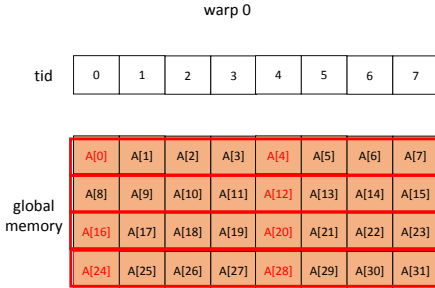 warp 0
tid 0 1 2 3 4 5 6 7
A[0] A[1] A[2] A[3] A[4] A[5] A[6] A[7]
A[8] A[9] A[10] A[11] A[12] A[13] A[14] A[15]
global
memory
A[16] A[17] A[18] A[19] A[20] A[21] A[22] A[23]
A[24] A[25] A[26] A[27] A[28] A[29] A[30] A[31]